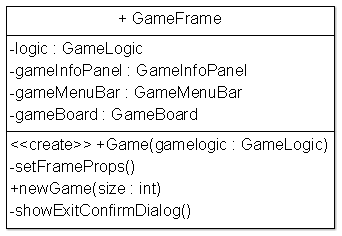 + GameFrame
-logic : GameLogic
-gameInfoPanel : GameInfoPanel
-gameMenuBar : GameMenuBar
-gameBoard : GameBoard
<<create>> +Game(gamelogic : GameLogic)
-setFrameProps()
+newGame(size : int)
-showExitConfirmDialog()